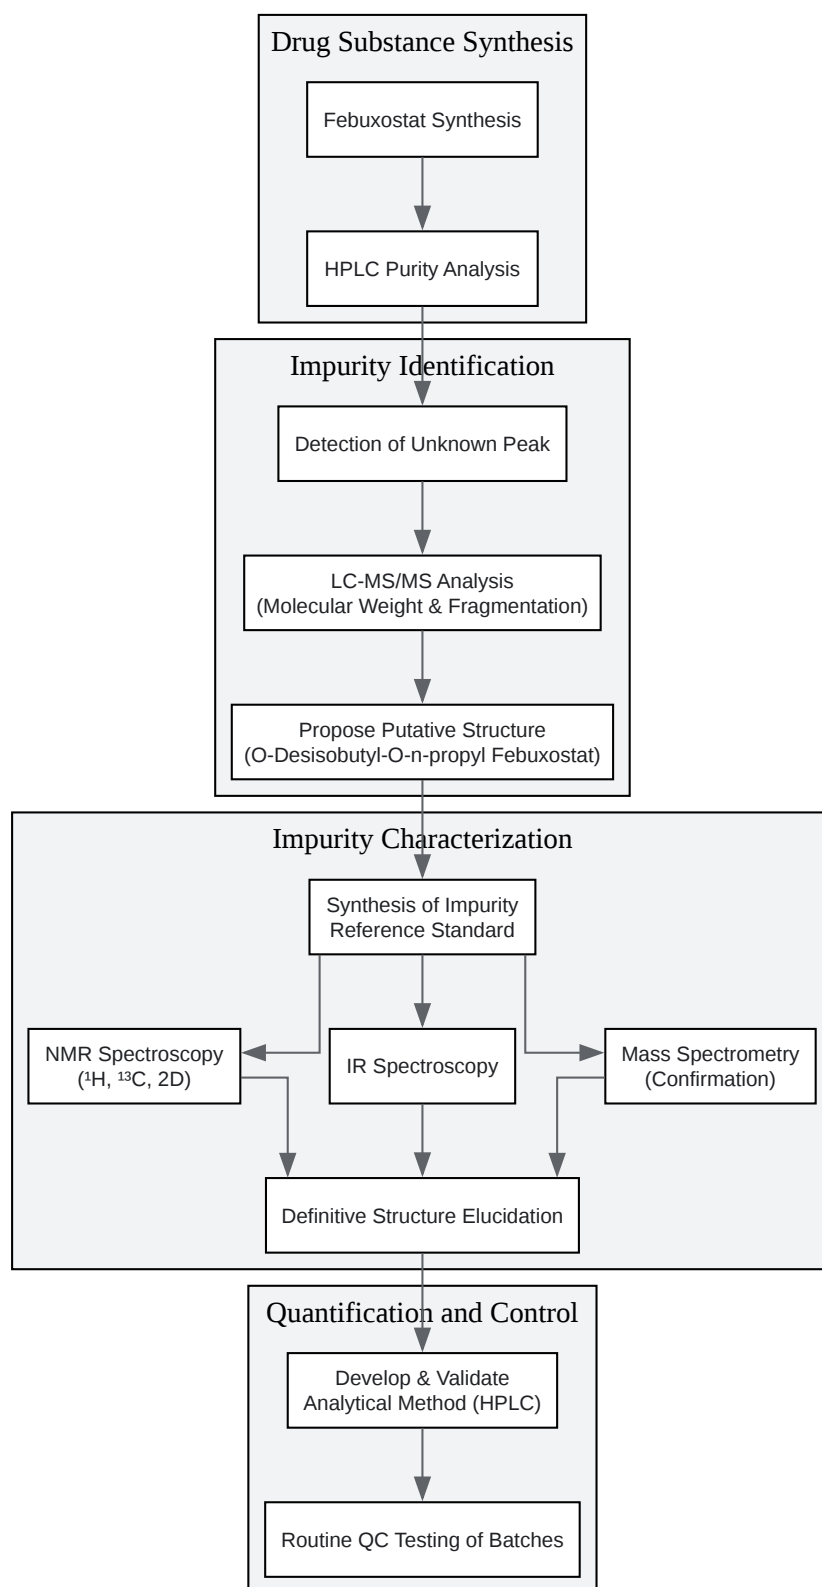 Drug Substance Synthesis
Febuxostat Synthesis
HPLC Purity Analysis
Impurity Identification
Detection of Unknown Peak
LC-MS/MS Analysis
(Molecular Weight & Fragmentation)
Propose Putative Structure
(O-Desisobutyl-O-n-propyl Febuxostat)
Impurity Characterization
Synthesis of Impurity
Reference Standard
NMR Spectroscopy
(¹H, ¹³C, 2D)
IR Spectroscopy
Mass Spectrometry
(Confirmation)
Definitive Structure Elucidation
Quantification and Control
Develop & Validate
Analytical Method (HPLC)
Routine QC Testing of Batches